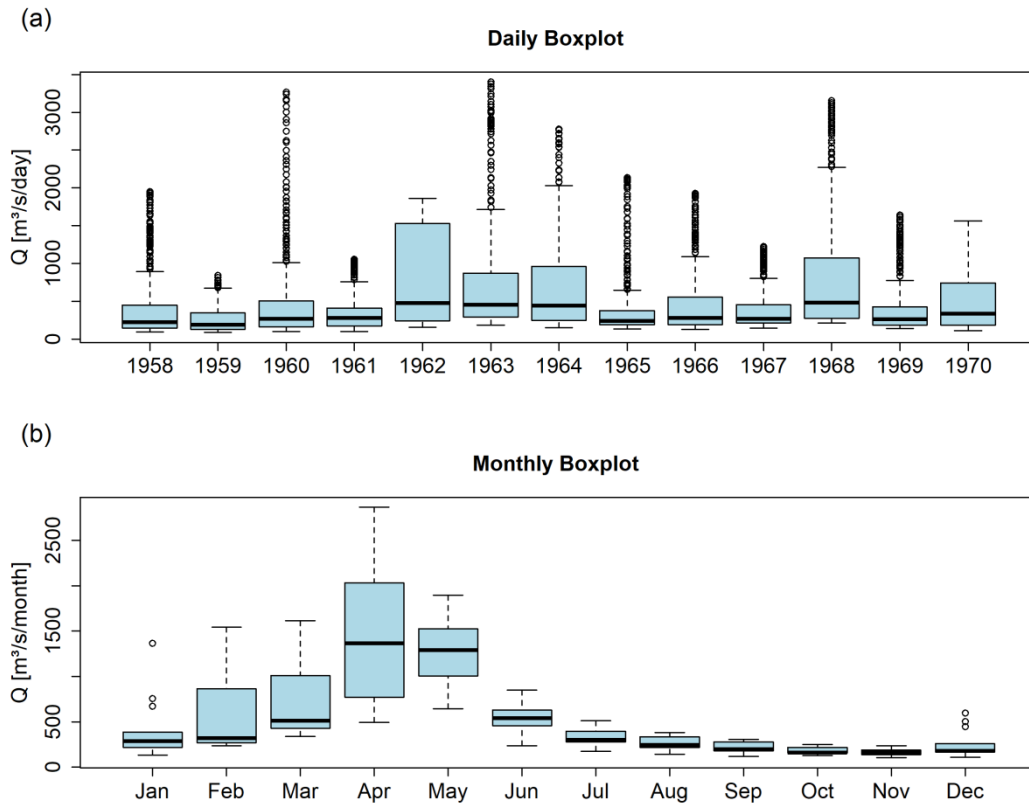 (a)
Daily Boxplot
Q [m³/s/day]
3000
2000
1000
0
1958 1959 1960 1961 1962 1963 1964 1965 1966 1967 1968 1969 1970
(b)
Monthly Boxplot
Q [m³/s/month]
2500
1500
500
0
Jan Feb Mar Apr May Jun Jul Aug Sep Oct Nov Dec